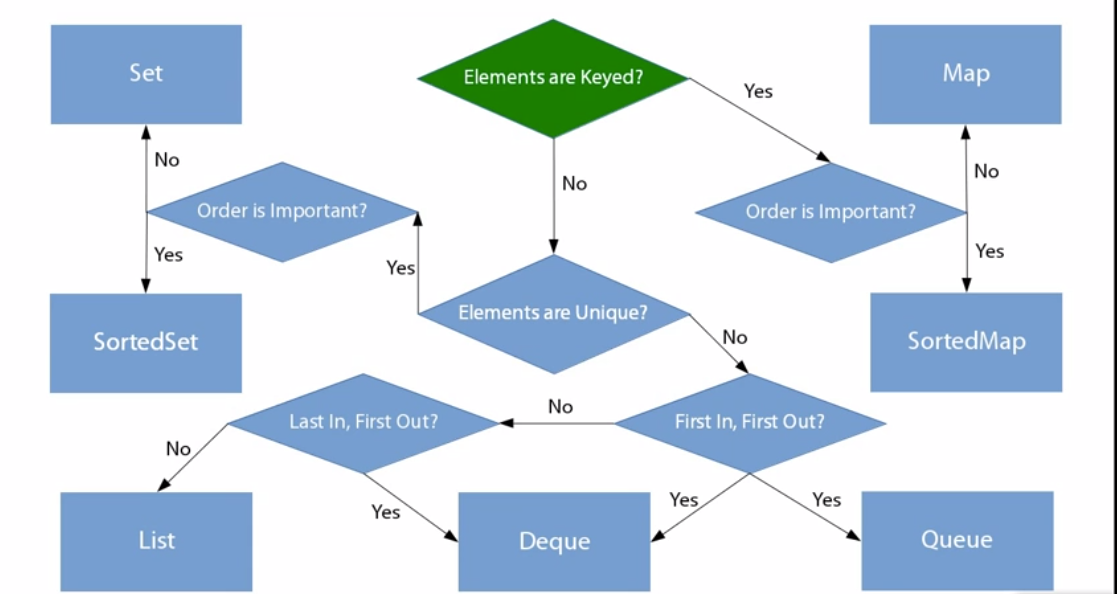 Set
Elements are Keyed?
Map
Yes
No
No
No
Order is Important?
Order is Important?
Yes
Yes
Yes
SortedSet
Elements are Unique?
SortedMap
No
Last In, First Out?
No
First In, First Out?
No
Yes
Yes
Yes
List
Deque
Queue